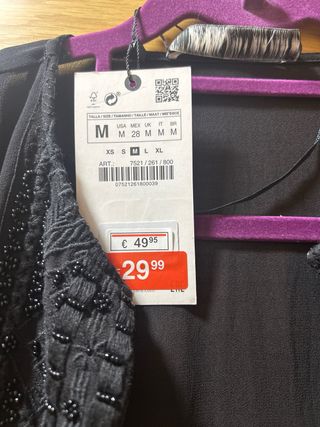 TALLA / SIZE / TAMANHO / TAILLE / MAAT / MEȘSICE
M
USA MEX UK IT BR
M 28 M M M
XS S M L XL
ART.: 7521 / 261 / 800
07521261800039
€ 49,95
29,99